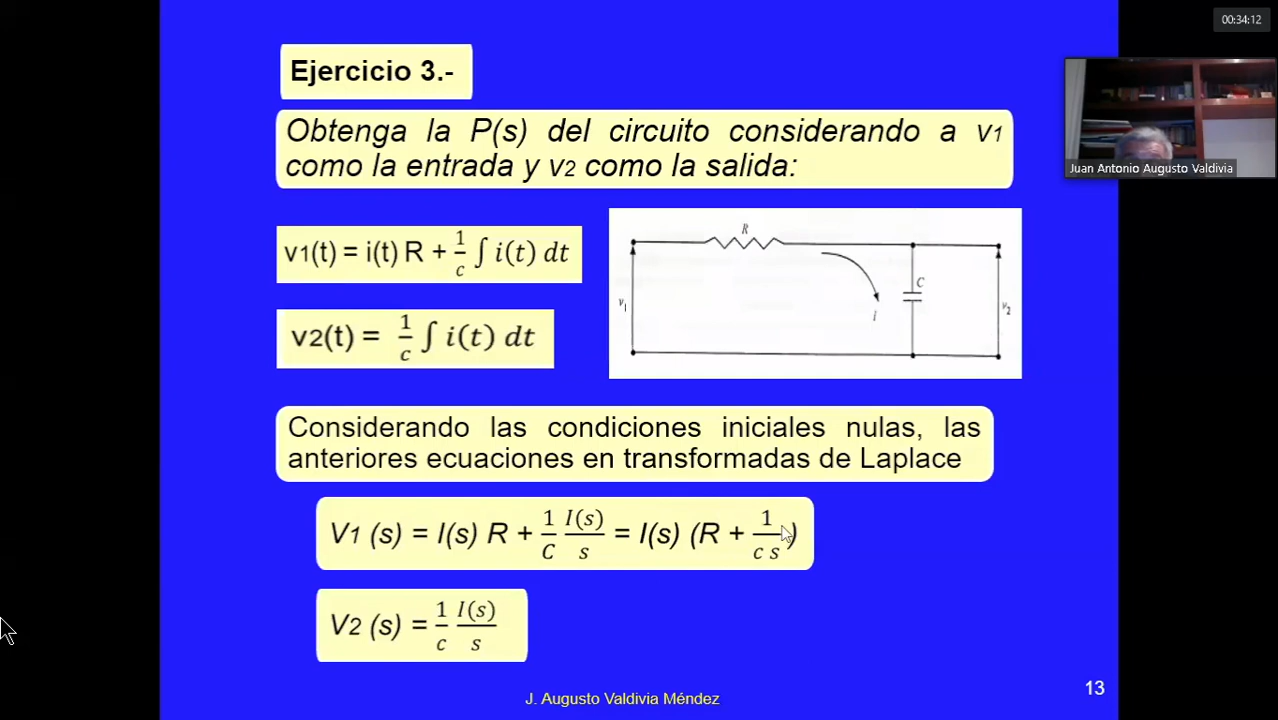 00:34:12
Ejercicio 3.-
Obtenga la P(s) del circuito considerando a v1
como la entrada y v2 como la salida:
Juan Antonio Augusto Valdivia
v1(t) = i(t) R + 1/c ∫ i(t) dt
R
C
v1
i
v2
v2(t) = 1/c ∫ i(t) dt
Considerando las condiciones iniciales nulas, las
anteriores ecuaciones en transformadas de Laplace
V1 (s) = I(s) R + 1/C I(s)/s = I(s) (R + 1/c s)
V2 (s) = 1/c I(s)/s
J. Augusto Valdivia Méndez
13